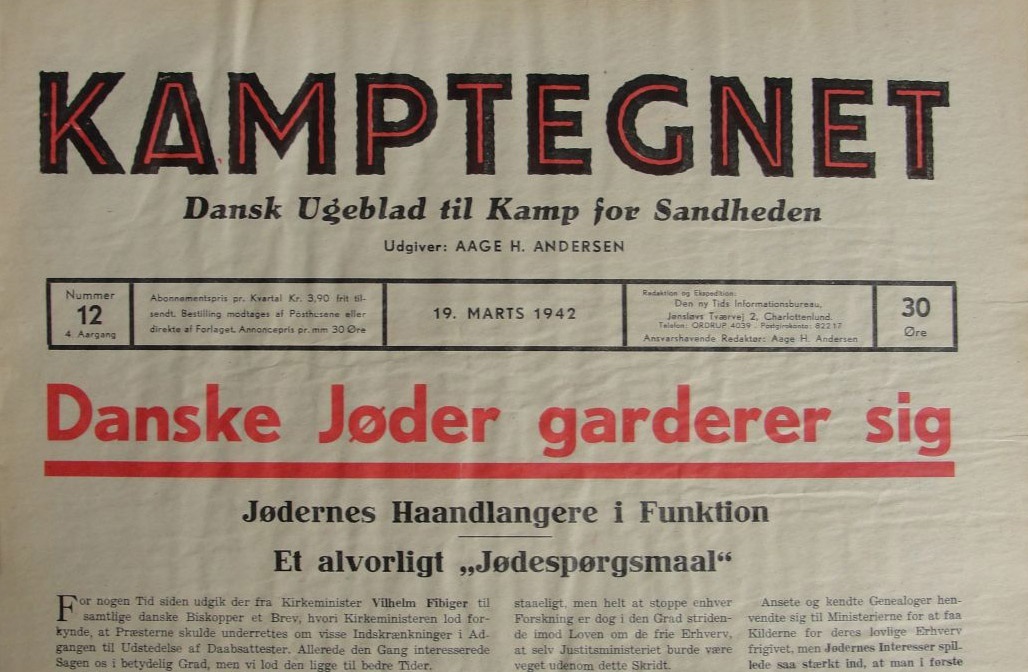 KAMPTEGNET
Dansk Ugeblad til Kamp for Sandheden
Udgiver: AAGE H. ANDERSEN
Nummer
12
4. Aargang
Abonnementspris pr. Kvartal Kr. 3,90 frit til-
sendt. Bestilling modtages af Posthusene eller
direkte af Forlaget. Annoncepris pr. mm 30 Øre
19. MARTS 1942
Redaktion og Ekspedition:
Den ny Tids Informationsbureau,
Jensløvs Tværvej 2, Charlottenlund.
Telefon: ORDRUP 4039 . Postgirokonto: 82217
Ansvarshavende Redaktør: Aage H. Andersen
30
Øre
Danske Jøder garderer sig
Jødernes Haandlangere i Funktion
Et alvorligt „Jødespørgsmaal“
For nogen Tid siden udgik der fra Kirkeminister Vilhelm Fibiger til
samtlige danske Biskopper et Brev, hvori Kirkeministeren lod for-
kynde, at Præsterne skulde underrettes om visse Indskrænkninger i Ad-
gangen til Udstedelse af Daabsattester. Allerede den Gang interesserede
Sagen os i betydelig Grad, men vi lod den ligge til bedre Tider.
staaeligt, men helt at stoppe enhver
Forskning er dog i den Grad striden-
de imod Loven om de frie Erhverv,
at selv Justitsministeriet burde være
veget udenom dette Skridt.
Ansete og kendte Genealoger hen-
vendte sig til Ministerierne for at faa
Kilderne for deres lovlige Erhverv
frigivet, men Jødernes Interesser spil-
lede saa stærkt ind, at man i første